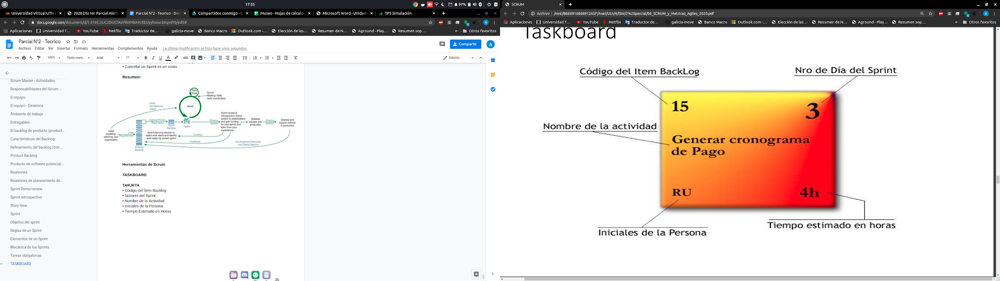 17:55
97%
Universidad Virtual UTN F
2020 DSI 1er Parcial Alerta
Parcial N°2 - Teorico - Doc
Compartidos conmigo - G
Museo - Hojas de cálculo
Microsoft Word - Unidad
TP5 Simulación
docs.google.com/document/d/1-316CJ3JC2DUCfAsV9kXHbX4irEEUyyfooucbXqvdY0/edit#
Aplicaciones
Universidad T...
YouTube
Netflix
Traductor de...
galicia-move
Banco Macro
Outlook.com -...
Elección de las...
Resumen de N...
Aground - Play...
Resumen sop...
»
Otros favoritos
Parcial N°2 - Teorico
Compartir
A
Archivo Editar Ver Insertar Formato Herramientas Complementos Ayuda
La última modificación se hizo hace unos segundos.
100%
Texto norm...
Arial
11
B I U A
Edición
Scrum Master - Actividades
Responsabilidades del Scrum ...
El equipo
El equipo - Dinámica
Ambiente de trabajo
Entregables
El backlog de producto (product...
Características del Backlog
Refinamiento del backlog (con ...
Product Backlog
Producto de software potencial...
Reuniones
Reuniones de planeamiento de ...
Sprint Demo/review
Sprint retrospective
Story time
Sprint
Objetivo del sprint
Reglas de un Sprint
Elementos de un Sprint
Mecánica de los Sprints
Tareas obligatorias
TASKBOARD
• Cancelar un Sprint es un costo
Resumen:
Daily
Work
Scrum
Meeting: Daily
team coordination
Sprint
Initial
Architectural
Vision
Highest-Priority
Work Items
Sprint
Backlog
Tasks
Working
System
Sprint review &
retrospective: Demo
system to stakeholders
and gain funding
for next sprint, and
learn from your
experiences
Release
solution into
production
Working
Solution
Operate and
support solution
in production
Initial
modeling,
planning, and
organization
Initial
Requirements
Sprint planning session to
select work items and identify
work tasks for current sprint
Funding
Feedback
Enhancement Requests
and Defect Reports
Product
Backlog
Herramientas de Scrum
TASKBOARD
TARJETA
• Código del Ítem Backlog
• Número del Sprint
• Nombre de la Actividad
• Iniciales de la Persona
• Tiempo Estimado en Horas
35
SCRUM
Archivo
/mnt/B666916866912A5F/Axel/Utn/4/ISW/2%20parcial/06_SCRUM_y_Metricas_Agiles_2020.pdf
Aplicaciones
Universidad T...
YouTube
Netflix
Traductor de...
galicia-move
Banco Macro
Outlook.com -...
Elección de las...
Resumen de N...
Aground - Play...
Resumen sop...
»
Otros favoritos
Taskboard
Código del Item BackLog
Nro de Día del Sprint
15
3
Nombre de la actividad
Generar cronograma
de Pago
RU
4h
Iniciales de la Persona
Tiempo estimado en horas